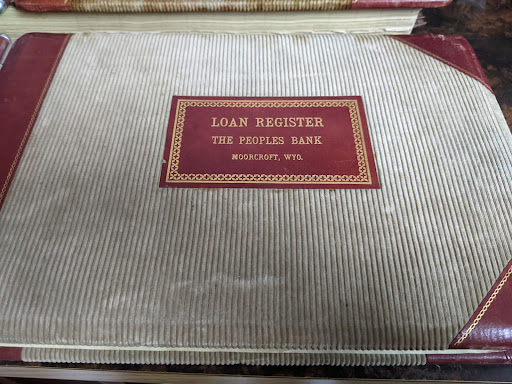 LOAN REGISTER
THE PEOPLES BANK
MOORCROFT, WYO.